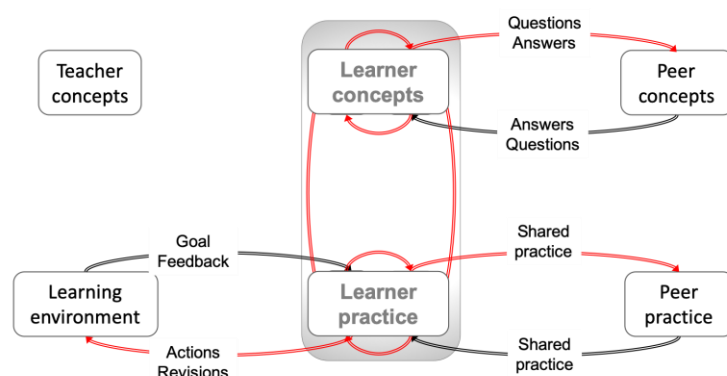 Questions
Answers
Teacher
concepts
Learner
concepts
Peer
concepts
Answers
Questions
Goal
Feedback
Shared
practice
Learning
environment
Learner
practice
Peer
practice
Actions
Revisions
Shared
practice